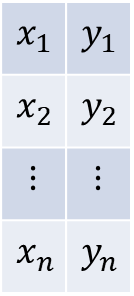 x₁ y₁
x₂ y₂
⋮ ⋮
xₙ yₙ